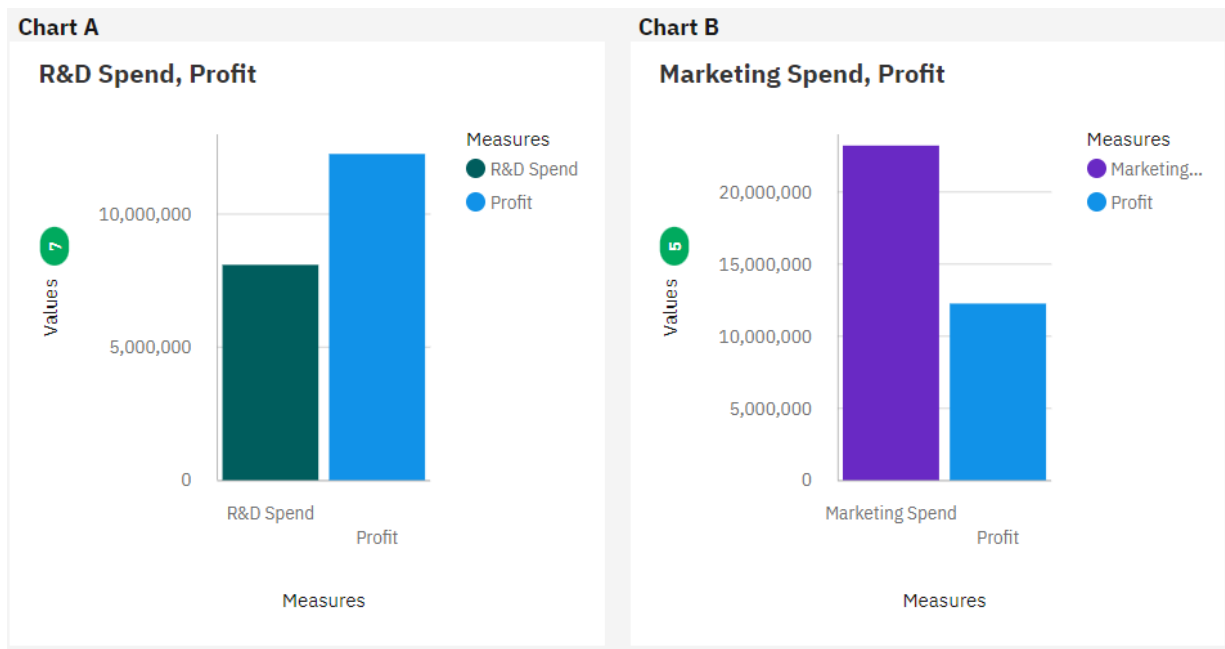 Chart A
R&D Spend, Profit
Measures
R&D Spend
Profit
10,000,000
5,000,000
0
Values 7
R&D Spend
Profit
Measures
Chart B
Marketing Spend, Profit
Measures
Marketing...
Profit
20,000,000
15,000,000
10,000,000
5,000,000
0
Values 5
Marketing Spend
Profit
Measures